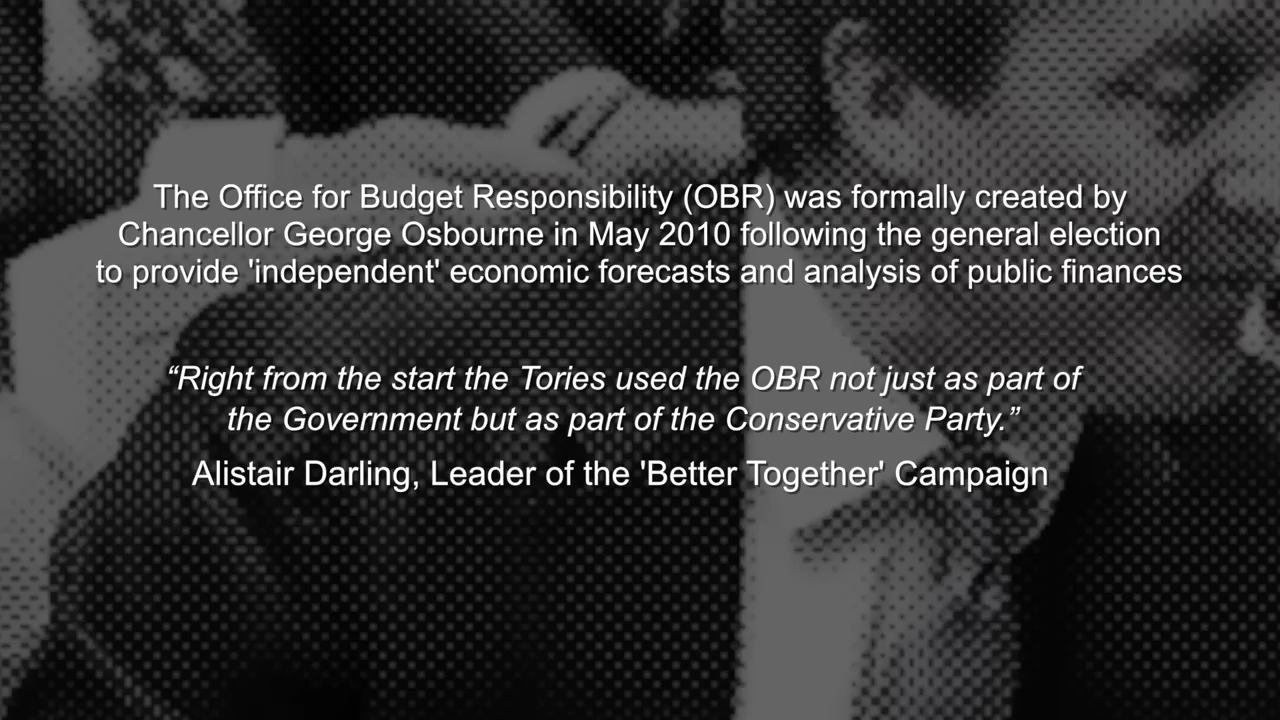 The Office for Budget Responsibility (OBR) was formally created by
Chancellor George Osbourne in May 2010 following the general election
to provide 'independent' economic forecasts and analysis of public finances
“Right from the start the Tories used the OBR not just as part of
the Government but as part of the Conservative Party.”
Alistair Darling, Leader of the 'Better Together' Campaign